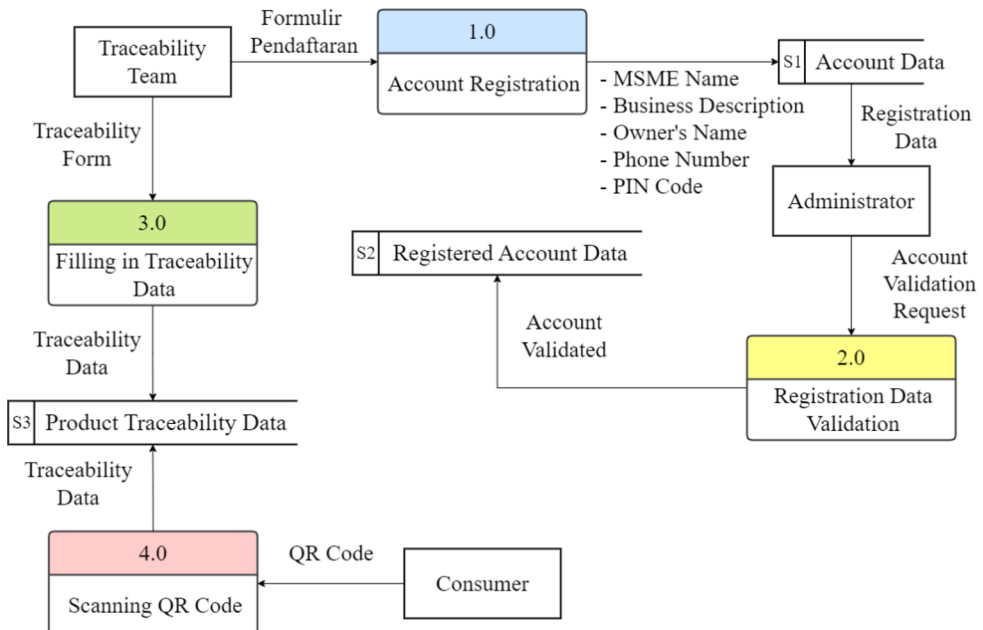 Traceability
Team
Formulir
Pendaftaran
1.0
Account Registration
- MSME Name
- Business Description
- Owner's Name
- Phone Number
- PIN Code
S1 Account Data
Registration
Data
Administrator
Account
Validation
Request
2.0
Registration Data
Validation
Account
Validated
S2 Registered Account Data
Traceability
Form
3.0
Filling in Traceability
Data
Traceability
Data
S3 Product Traceability Data
Traceability
Data
4.0
Scanning QR Code
QR Code
Consumer